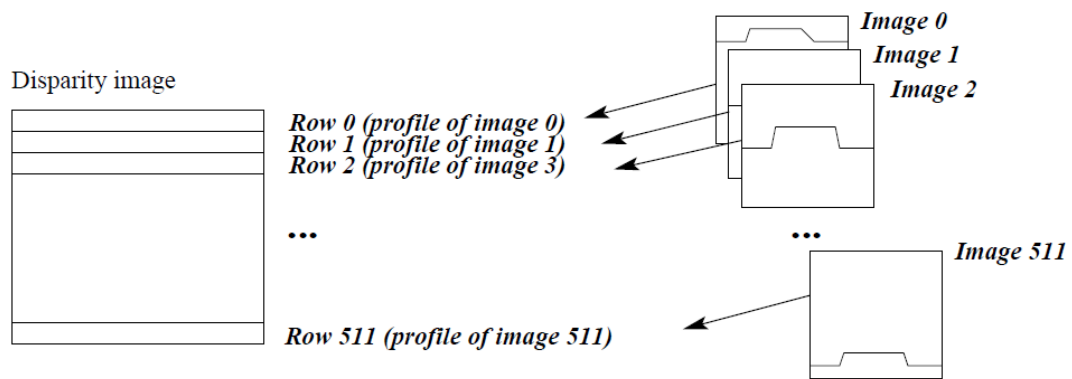 Disparity image
Row 0 (profile of image 0)
Row 1 (profile of image 1)
Row 2 (profile of image 3)
...
Row 511 (profile of image 511)
Image 0
Image 1
Image 2
...
Image 511